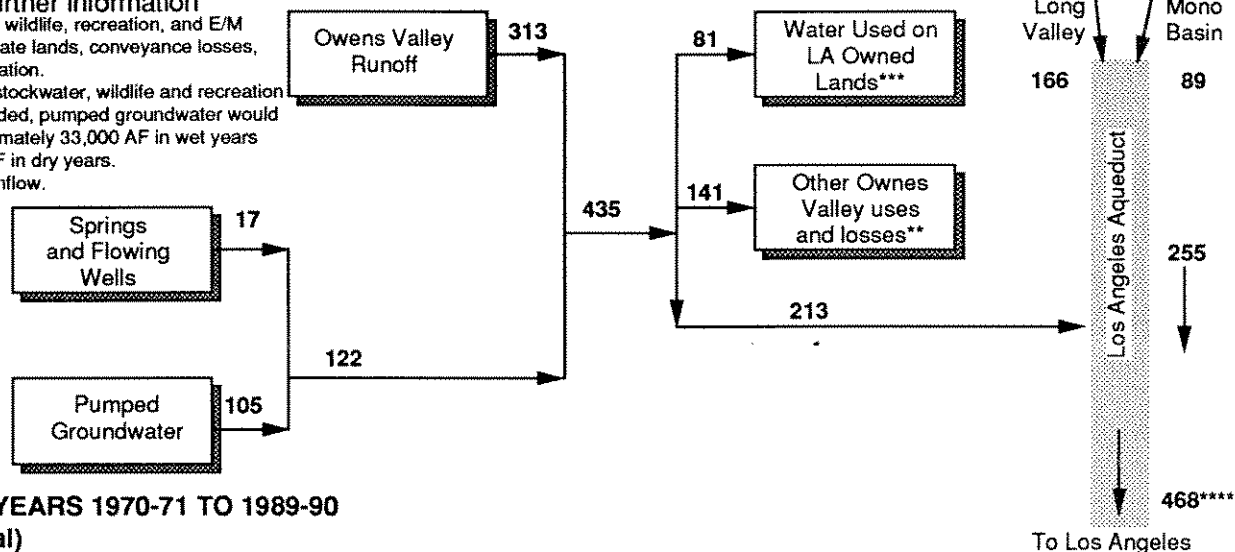 rther information
wildlife, recreation, and E/M
ate lands, conveyance losses,
ation.
stockwater, wildlife and recreation
ded, pumped groundwater would
mately 33,000 AF in wet years
F in dry years.
nflow.
Owens Valley
Runoff
313
Springs
and Flowing
Wells
17
Pumped
Groundwater
105
122
435
81
Water Used on
LA Owned
Lands***
141
Other Ownes
Valley uses
and losses**
213
Long
Valley
166
Mono
Basin
89
Los Angeles Aqueduct
255
468****
To Los Angeles
YEARS 1970-71 TO 1989-90
al)